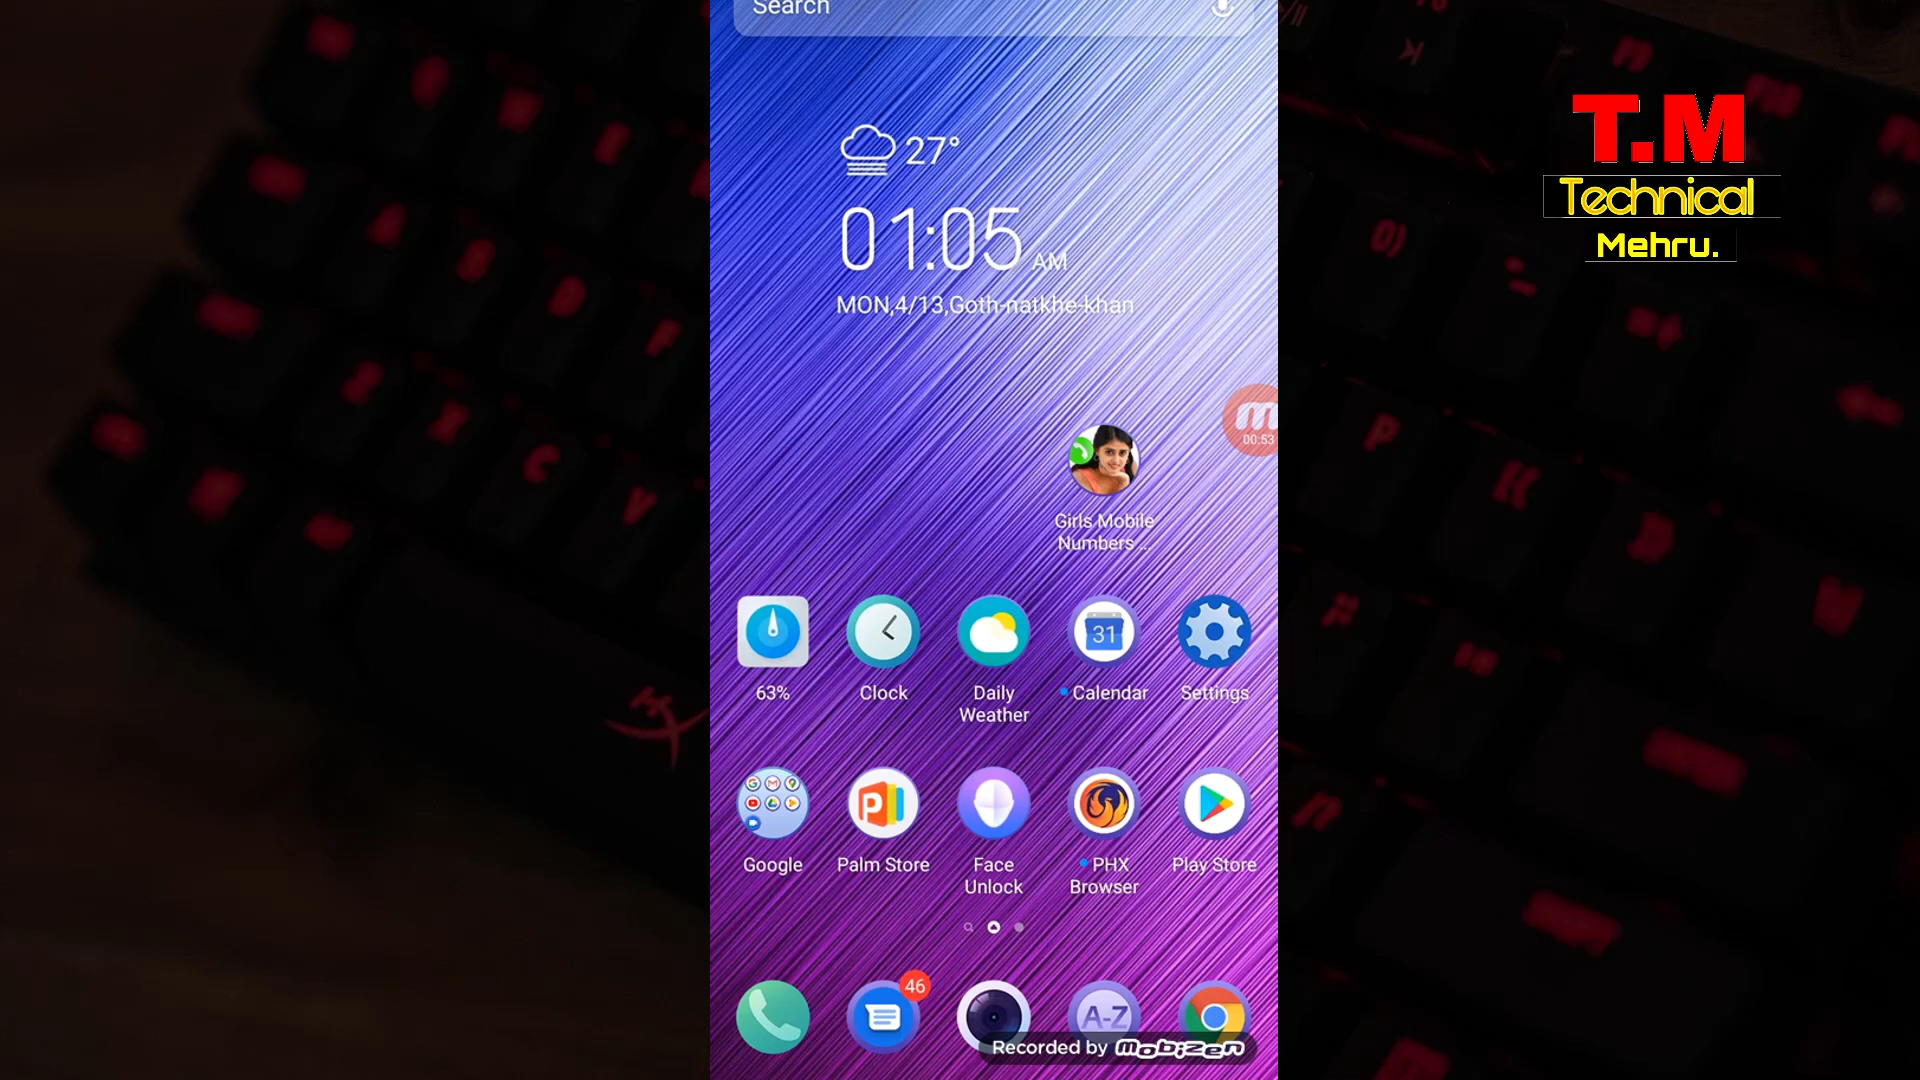 Search
T.M
Technical
Mehru.
27°
01:05 AM
MON,4/13,Goth-natkhe-khan
00:53
Girls Mobile
Numbers ...
63%
Clock
Daily
Weather
31
Calendar
Settings
Google
Palm Store
Face
Unlock
PHX
Browser
Play Store
46
A-Z
Recorded by Mobizen